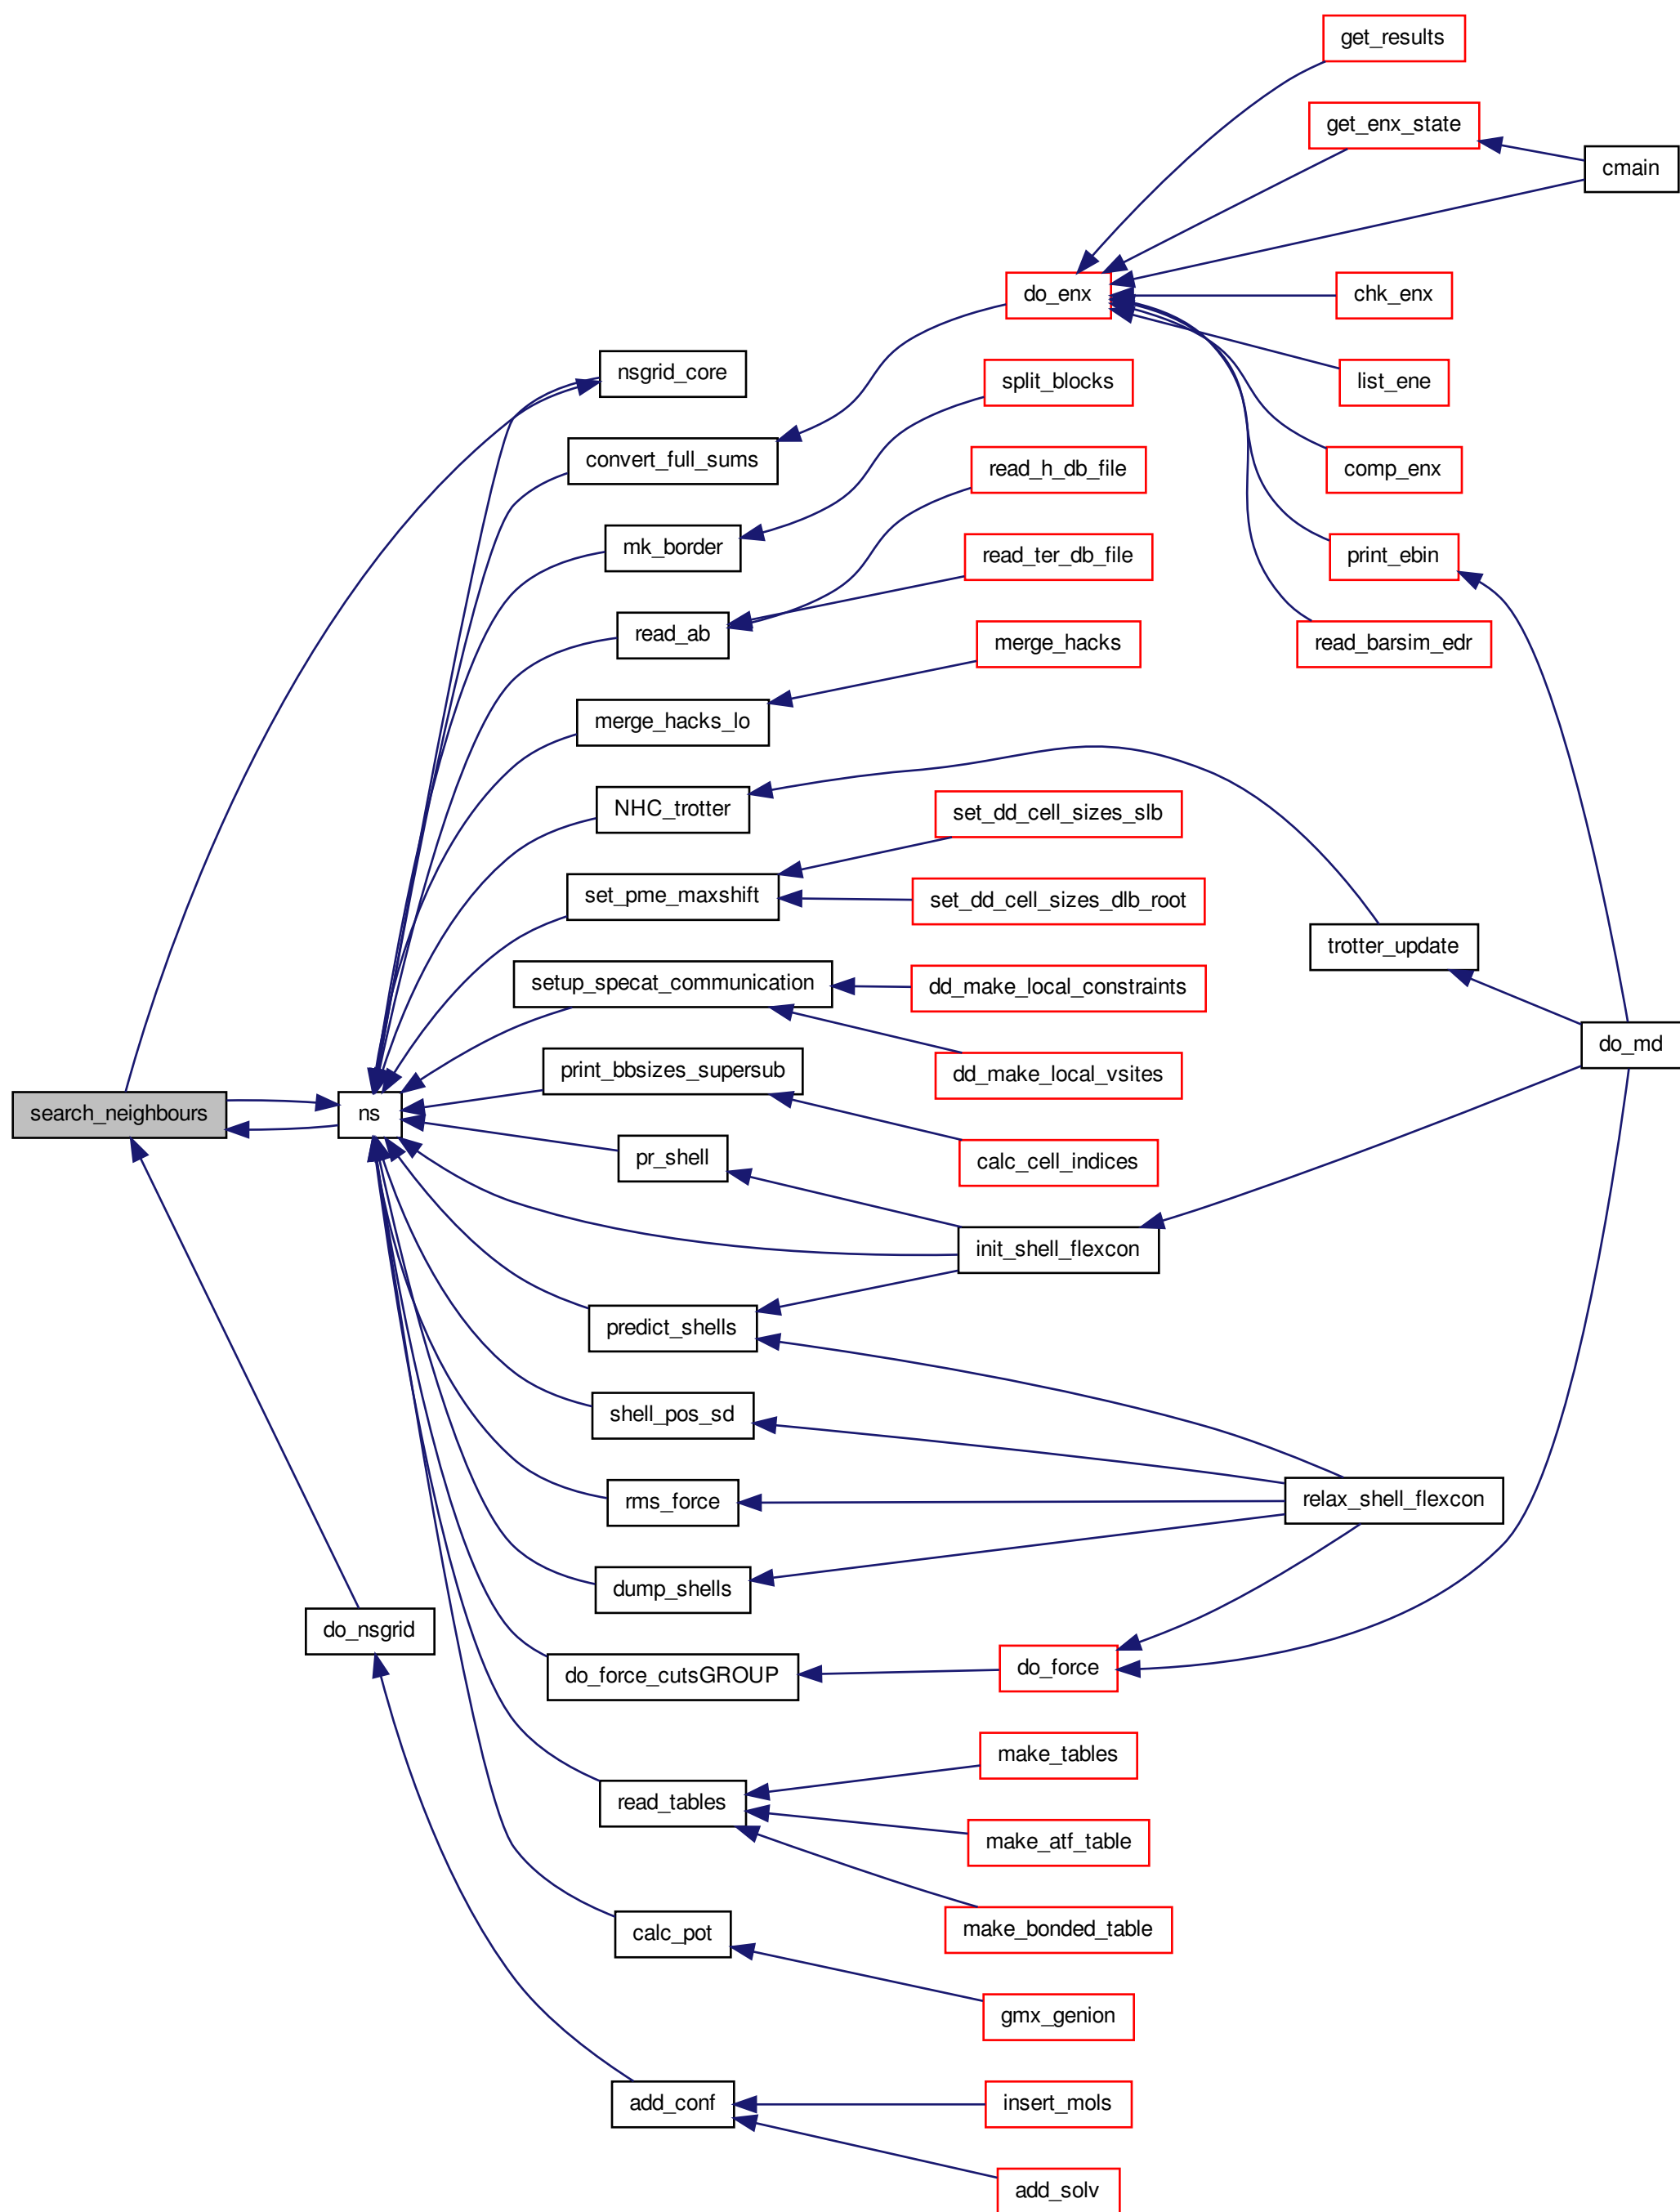 get_results
get_enx_state
cmain
do_enx
chk_enx
nsgrid_core
split_blocks
list_ene
convert_full_sums
read_h_db_file
comp_enx
mk_border
read_ter_db_file
print_ebin
read_ab
merge_hacks
read_barsim_edr
merge_hacks_lo
NHC_trotter
set_dd_cell_sizes_slb
set_pme_maxshift
set_dd_cell_sizes_dlb_root
trotter_update
setup_specat_communication
dd_make_local_constraints
do_md
print_bbsizes_supersub
dd_make_local_vsites
search_neighbours
ns
pr_shell
calc_cell_indices
init_shell_flexcon
predict_shells
shell_pos_sd
rms_force
relax_shell_flexcon
dump_shells
do_nsgrid
do_force_cutsGROUP
do_force
make_tables
read_tables
make_atf_table
calc_pot
make_bonded_table
gmx_genion
add_conf
insert_mols
add_solv